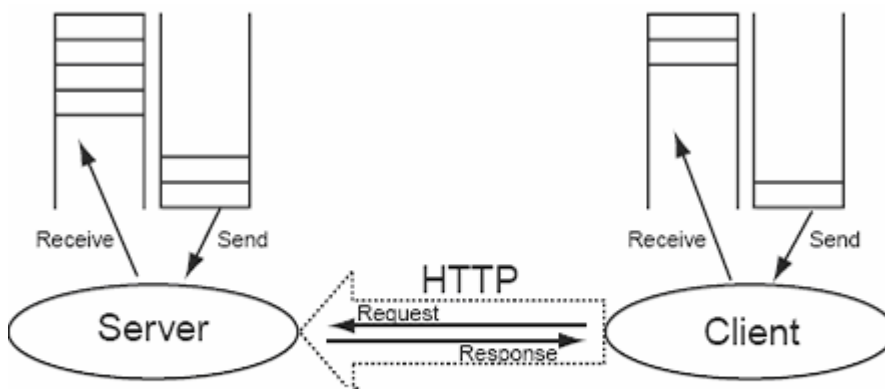 Receive
Send
Receive
Send
HTTP
Request
Response
Server
Client